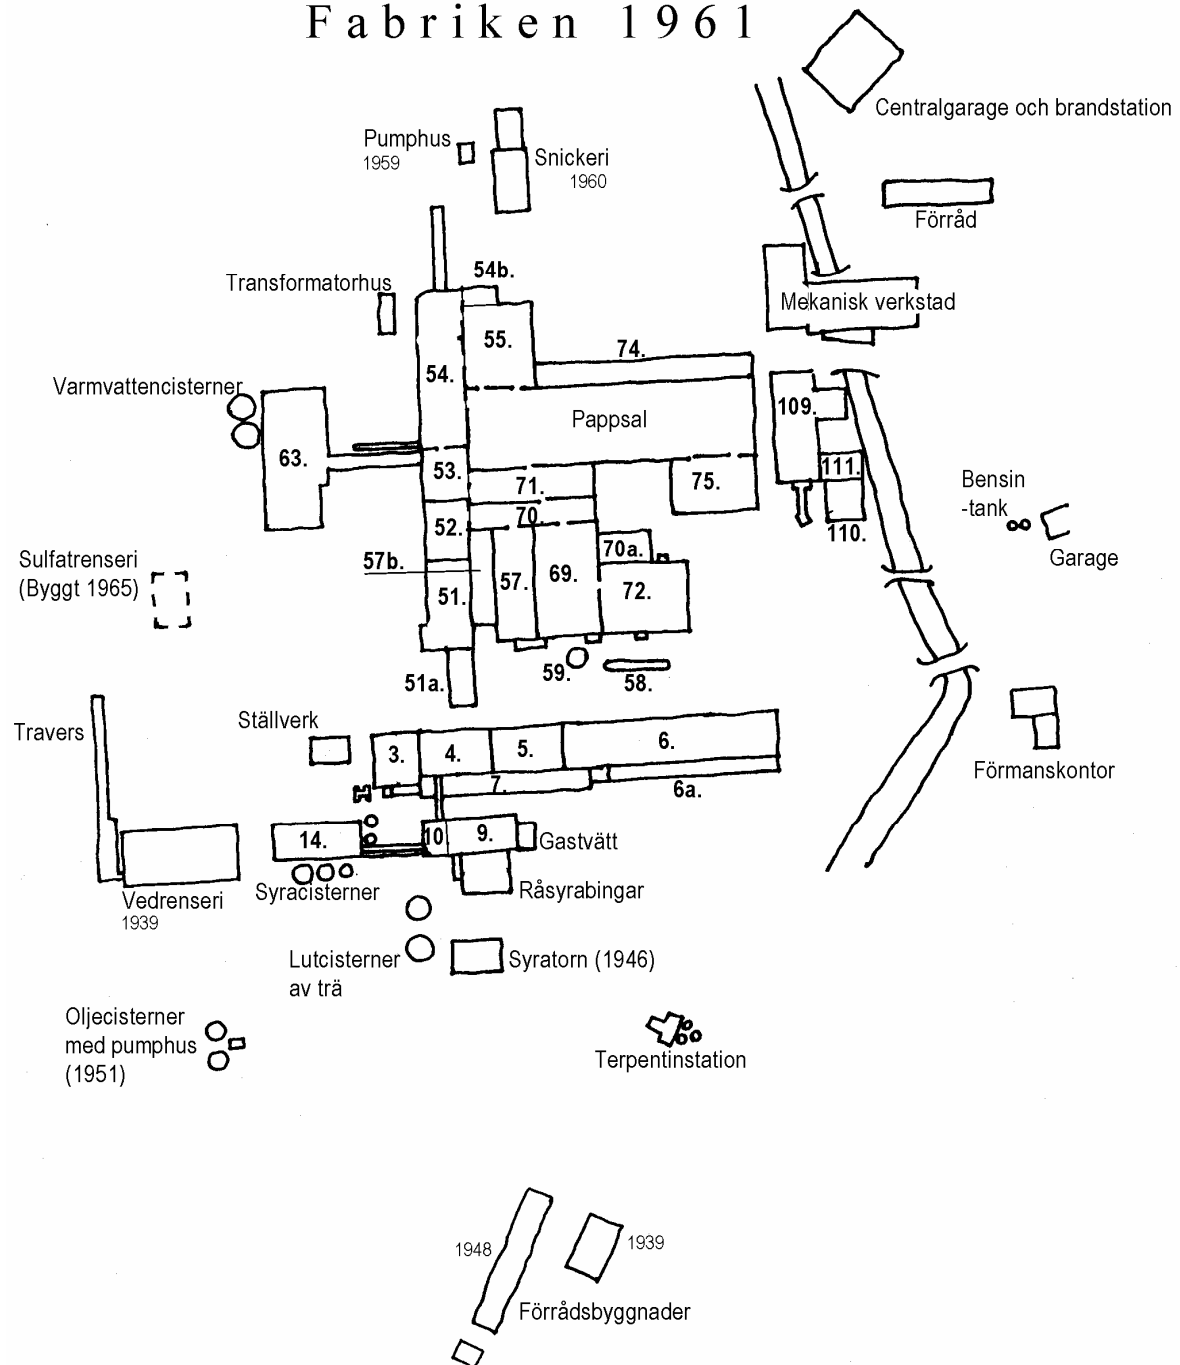 Fabriken 1961
Centralgarage och brandstation
Pumphus
1959
Snickeri
1960
Förråd
54b.
Transformatorhus
Mekanisk verkstad
55.
74.
54.
Varmvattencisterner
Pappsal
109.
63.
53.
71.
75.
111.
Bensin
-tank
70.
52.
110.
Garage
Sulfatrenseri
(Byggt 1965)
57b.
70a.
57.
69.
72.
51.
51a.
59.
58.
Travers
Ställverk
3.
4.
5.
6.
Förmanskontor
7.
6a.
14.
10
9.
Gastvätt
Vedrenseri
1939
Syracisterner
Råsyrabingar
Lutcisterner
av trä
Syratorn (1946)
Oljecisterner
med pumphus
(1951)
Terpentinstation
1948
1939
Förrådsbyggnader